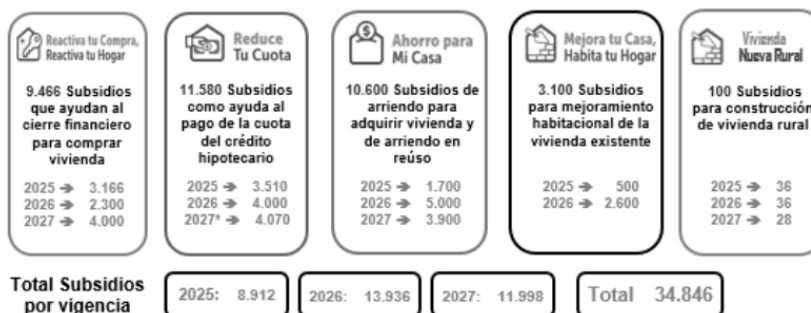 Reactiva tu Compra,
Reactiva tu Hogar
9.466 Subsidios
que ayudan al
cierre financiero
para comprar
vivienda
2025 → 3.166
2026 → 2.300
2027 → 4.000
Reduce
Tu Cuota
11.580 Subsidios
como ayuda al
pago de la cuota
del crédito
hipotecario
2025 → 3.510
2026 → 4.000
2027* → 4.070
$
Ahorro para
Mi Casa
10.600 Subsidios de
arriendo para
adquirir vivienda y
de arriendo en
reúso
2025 → 1.700
2026 → 5.000
2027 → 3.900
Mejora tu Casa,
Habita tu Hogar
3.100 Subsidios
para mejoramiento
habitacional de la
vivienda existente
2025 → 500
2026 → 2.600
Vivienda
Nueva Rural
100 Subsidios
para construcción
de vivienda rural
2025 → 36
2026 → 36
2027 → 28
Total Subsidios
por vigencia
2025: 8.912
2026: 13.936
2027: 11.998
Total 34.846